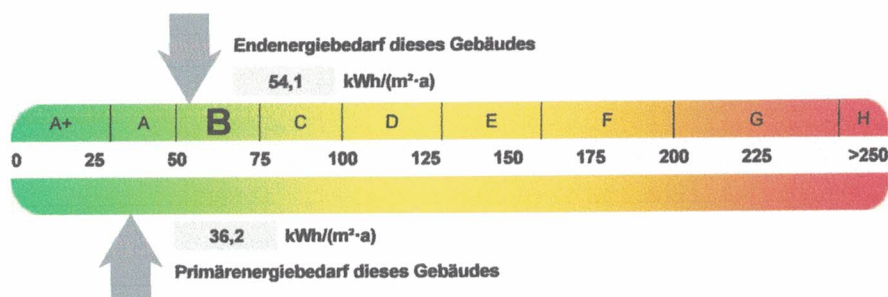 Endenergiebedarf dieses Gebäudes
54,1 kWh/(m²·a)
A+ A B C D E F G H
0 25 50 75 100 125 150 175 200 225 >250
36,2 kWh/(m²·a)
Primärenergiebedarf dieses Gebäudes